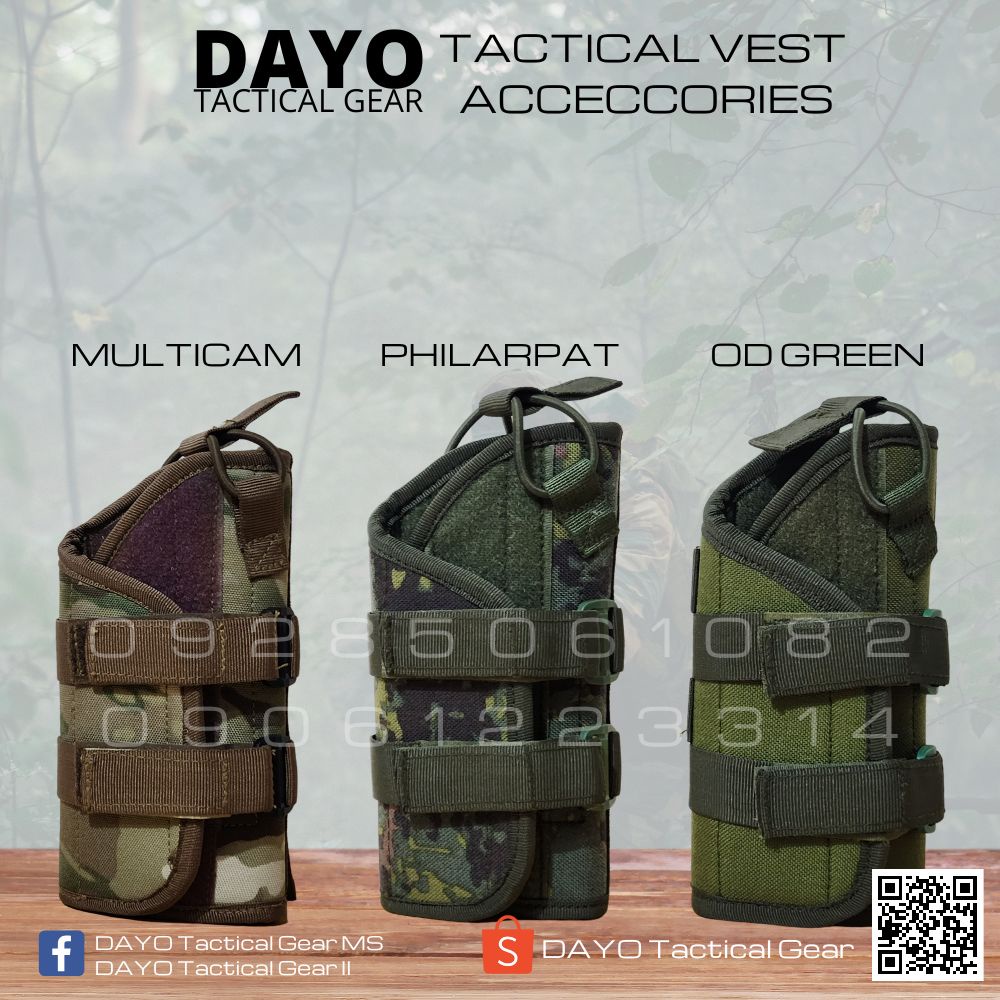 DAYO
TACTICAL GEAR
TACTICAL VEST
ACCECCORIES
MULTICAM
PHILARPAT
OD GREEN
09285061082
09061223314
DAYO Tactical Gear MS
DAYO Tactical Gear II
DAYO Tactical Gear